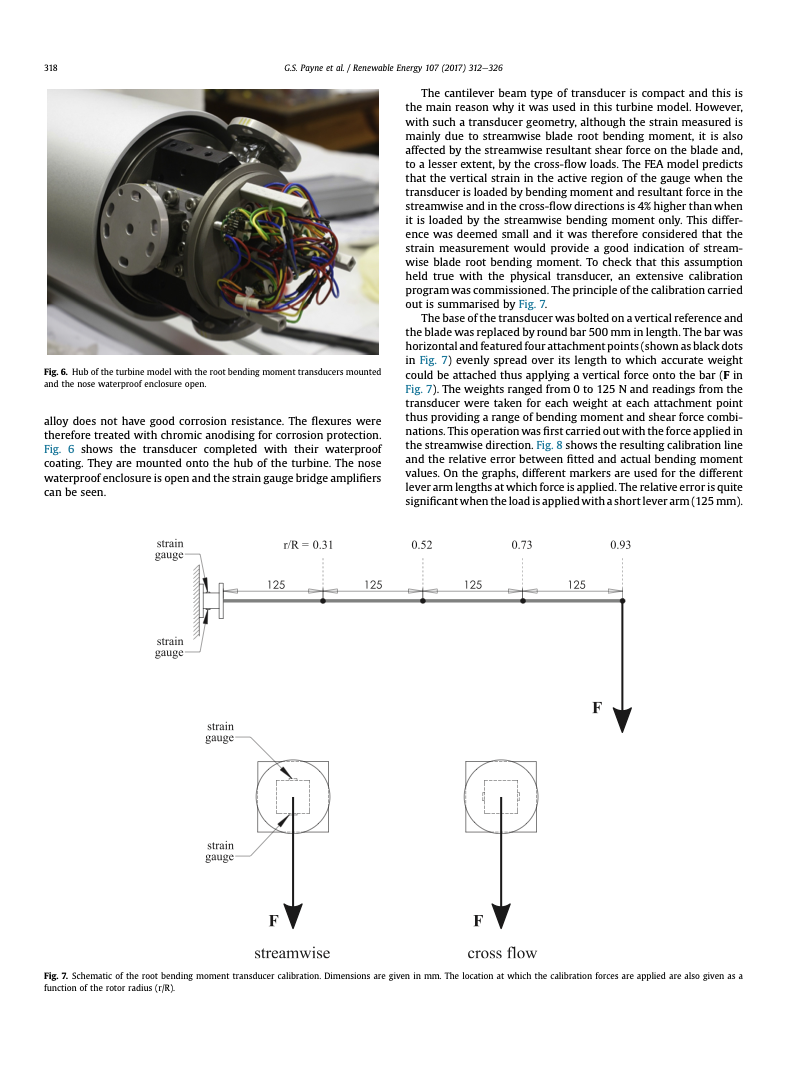 318
G.S. Payne et al. / Renewable Energy 107 (2017) 312–326
Fig. 6. Hub of the turbine model with the root bending moment transducers mounted
and the nose waterproof enclosure open.
alloy does not have good corrosion resistance. The flexures were
therefore treated with chromic anodising for corrosion protection.
Fig. 6 shows the transducer completed with their waterproof
coating. They are mounted onto the hub of the turbine. The nose
waterproof enclosure is open and the strain gauge bridge amplifiers
can be seen.
The cantilever beam type of transducer is compact and this is
the main reason why it was used in this turbine model. However,
with such a transducer geometry, although the strain measured is
mainly due to streamwise blade root bending moment, it is also
affected by the streamwise resultant shear force on the blade and,
to a lesser extent, by the cross-flow loads. The FEA model predicts
that the vertical strain in the active region of the gauge when the
transducer is loaded by bending moment and resultant force in the
streamwise and in the cross-flow directions is 4% higher than when
it is loaded by the streamwise bending moment only. This differ-
ence was deemed small and it was therefore considered that the
strain measurement would provide a good indication of stream-
wise blade root bending moment. To check that this assumption
held true with the physical transducer, an extensive calibration
program was commissioned. The principle of the calibration carried
out is summarised by Fig. 7.
The base of the transducer was bolted on a vertical reference and
the blade was replaced by round bar 500 mm in length. The bar was
horizontal and featured four attachment points (shown as black dots
in Fig. 7) evenly spread over its length to which accurate weight
could be attached thus applying a vertical force onto the bar (F in
Fig. 7). The weights ranged from 0 to 125 N and readings from the
transducer were taken for each weight at each attachment point
thus providing a range of bending moment and shear force combi-
nations. This operation was first carried out with the force applied in
the streamwise direction. Fig. 8 shows the resulting calibration line
and the relative error between fitted and actual bending moment
values. On the graphs, different markers are used for the different
lever arm lengths at which force is applied. The relative error is quite
significant when the load is applied with a short lever arm (125 mm).
strain
gauge
r/R = 0.31 0.52 0.73 0.93
125 125 125 125
strain
gauge
F
strain
gauge
strain
gauge
F F
streamwise cross flow
Fig. 7. Schematic of the root bending moment transducer calibration. Dimensions are given in mm. The location at which the calibration forces are applied are also given as a
function of the rotor radius (r/R).